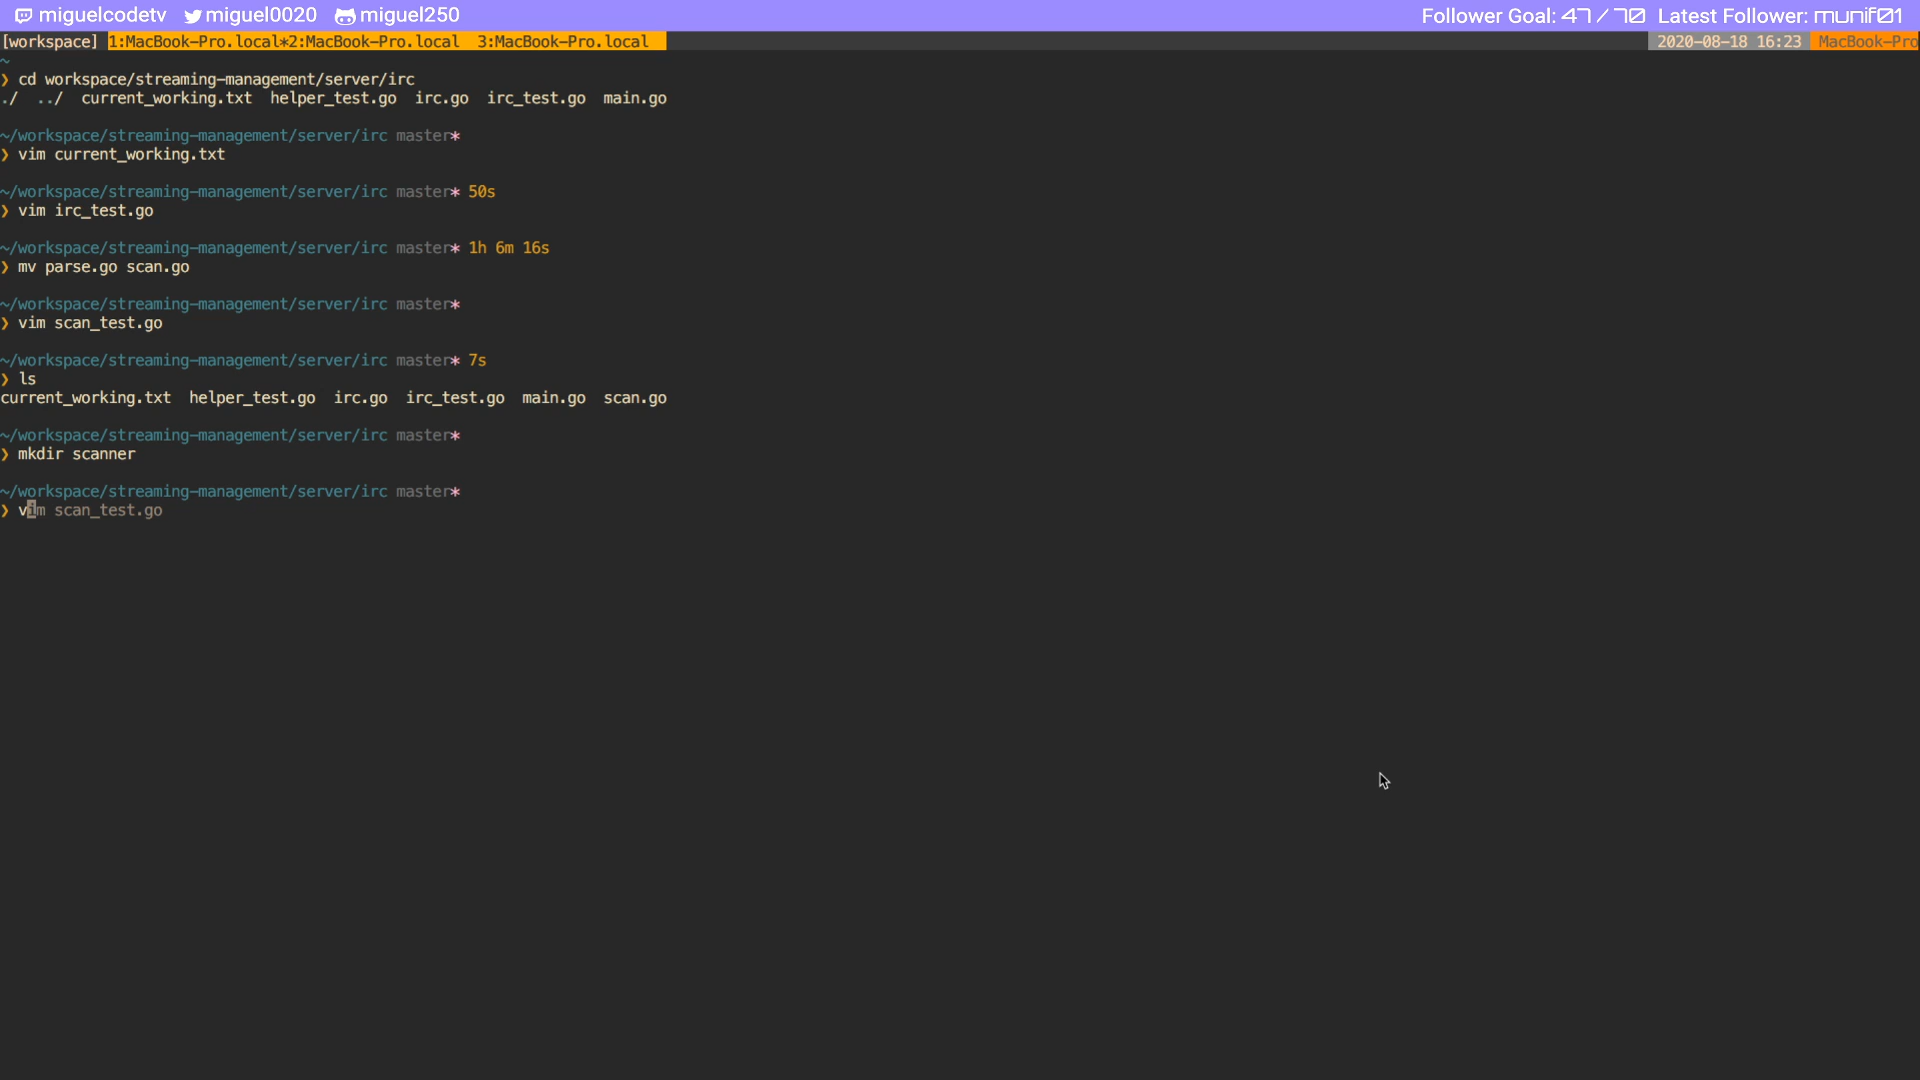 miguelcodetv miguel0020 miguel250 Follower Goal: 47 / 70 Latest Follower: munif01
[workspace] 1:MacBook-Pro.local*2:MacBook-Pro.local 3:MacBook-Pro.local 2020-08-18 16:23 MacBook-Pro
~
❯ cd workspace/streaming-management/server/irc
./ ../ current_working.txt helper_test.go irc.go irc_test.go main.go
~/workspace/streaming-management/server/irc master*
❯ vim current_working.txt
~/workspace/streaming-management/server/irc master* 50s
❯ vim irc_test.go
~/workspace/streaming-management/server/irc master* 1h 6m 16s
❯ mv parse.go scan.go
~/workspace/streaming-management/server/irc master*
❯ vim scan_test.go
~/workspace/streaming-management/server/irc master* 7s
❯ ls
current_working.txt helper_test.go irc.go irc_test.go main.go scan.go
~/workspace/streaming-management/server/irc master*
❯ mkdir scanner
~/workspace/streaming-management/server/irc master*
❯ vim scan_test.go